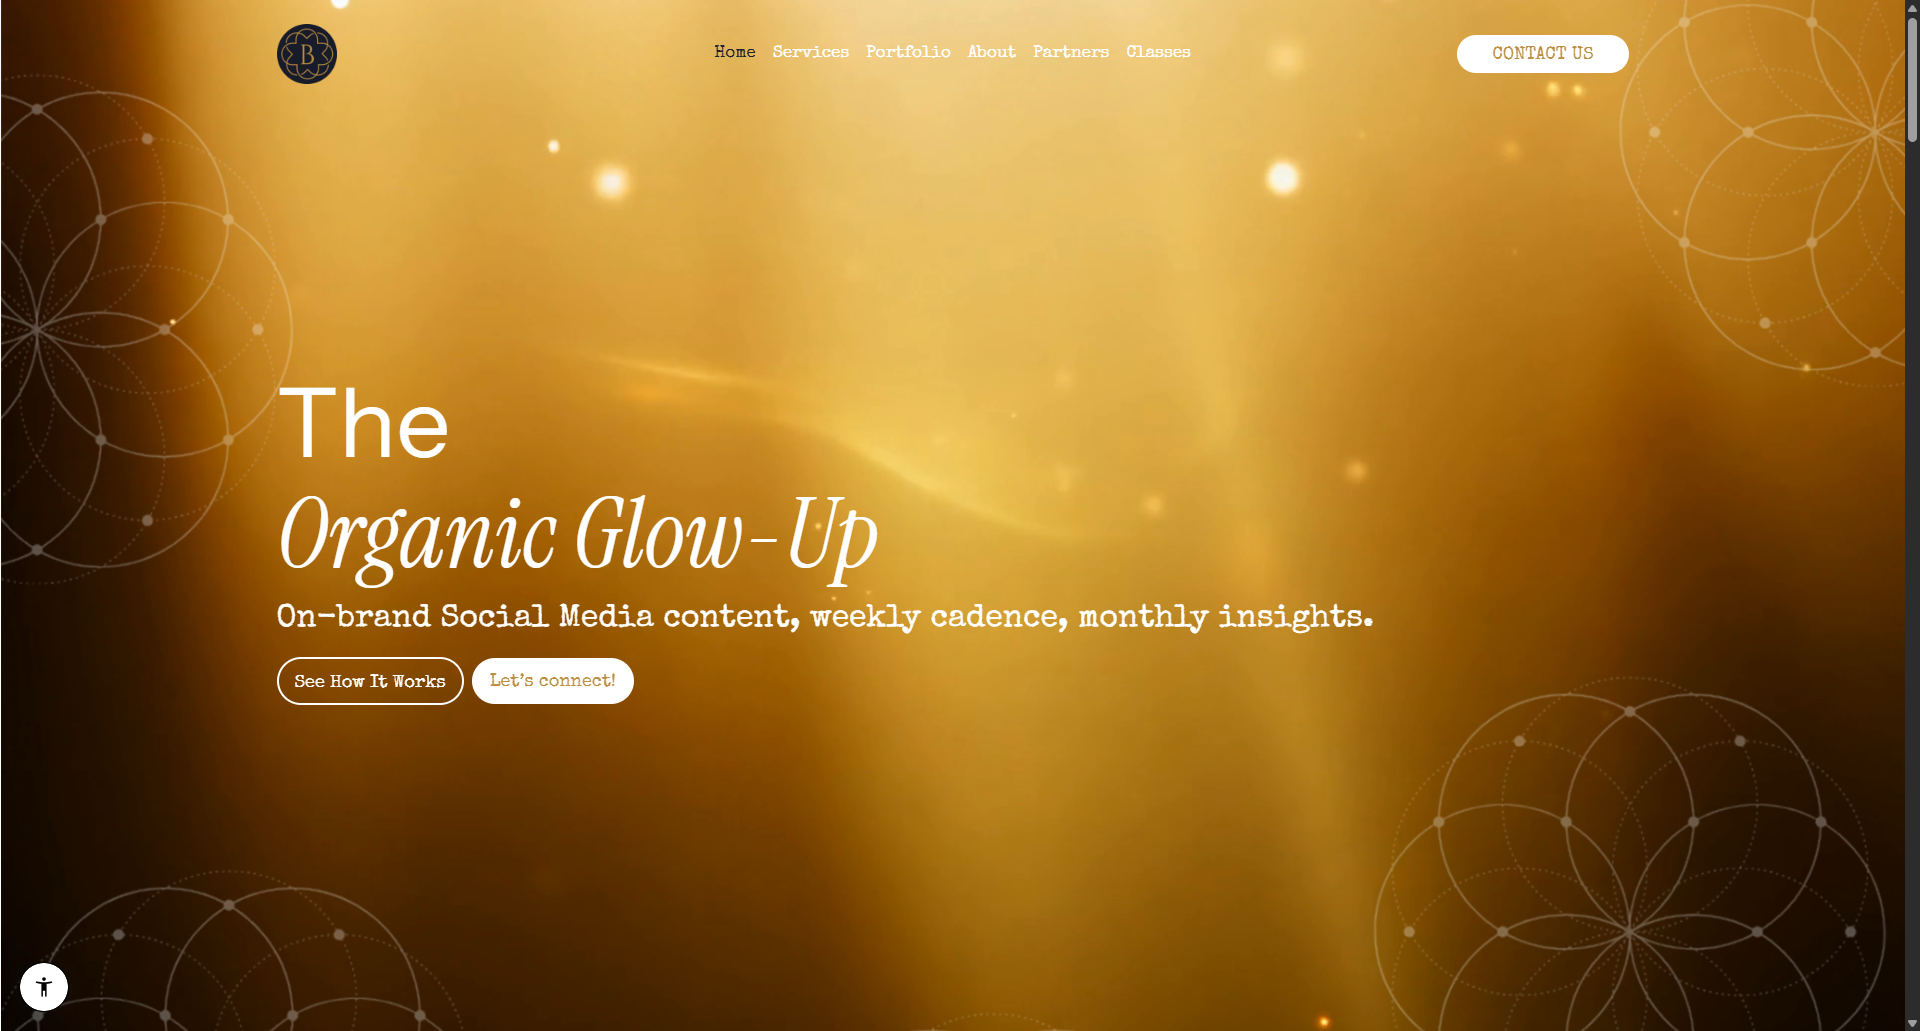 B
Home Services Portfolio About Partners Classes
CONTACT US
The
Organic Glow-Up
On-brand Social Media content, weekly cadence, monthly insights.
See How It Works
Let's connect!